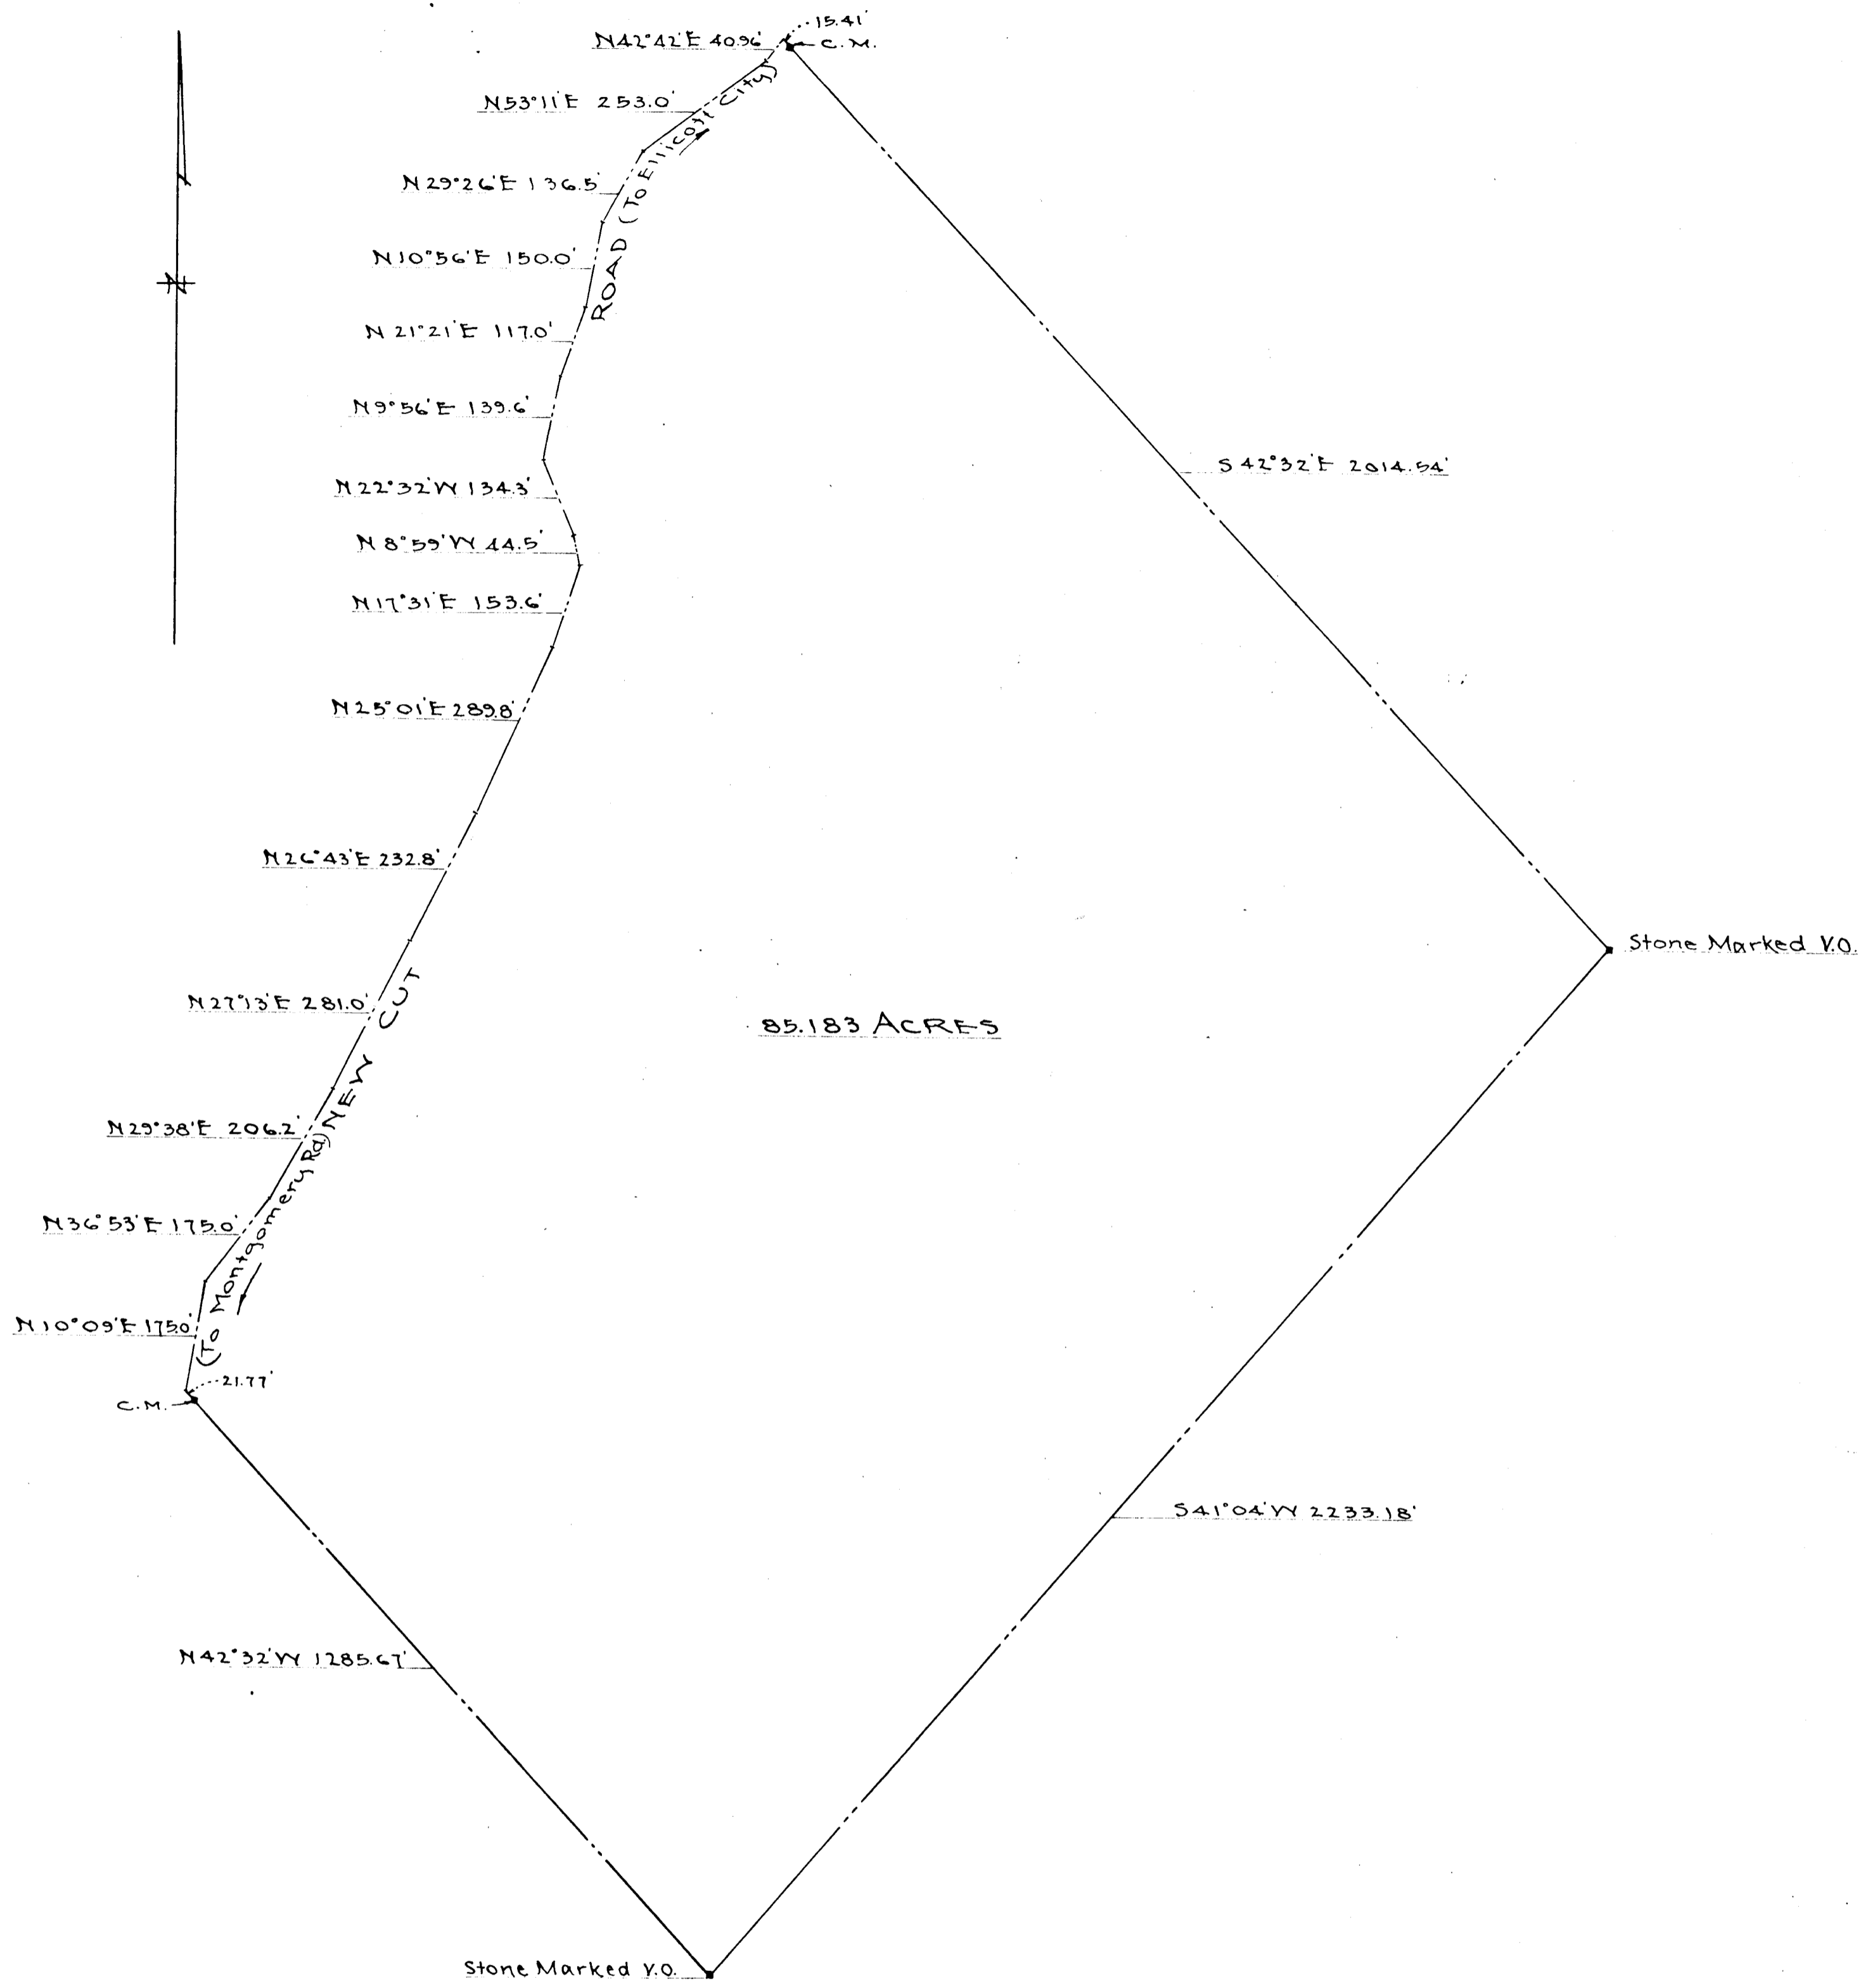 15.41'
N42°42'E 40.96'
C.M.
N53°11'E 253.0'
N29°26'E 136.5'
N10°56'E 150.0'
ROAD (To Ellicott City)
N 21°21'E 117.0'
N9°56'E 139.6'
S 42°32'E 2014.54'
N22°32'W 134.3'
N 8°59'W 44.5'
N17°31'E 153.6'
N25°01'E 289.8'
N26°43'E 232.8'
Stone Marked V.O.
N27°13'E 281.0'
85.183 ACRES
N29°38'E 206.2'
(To Montgomery Rd.) NEW CUT
N36°53'E 175.0'
N10°09'E 175.0'
21.77'
C.M.
S41°04'W 2233.18'
N42°32'W 1285.67'
Stone Marked V.O.
N